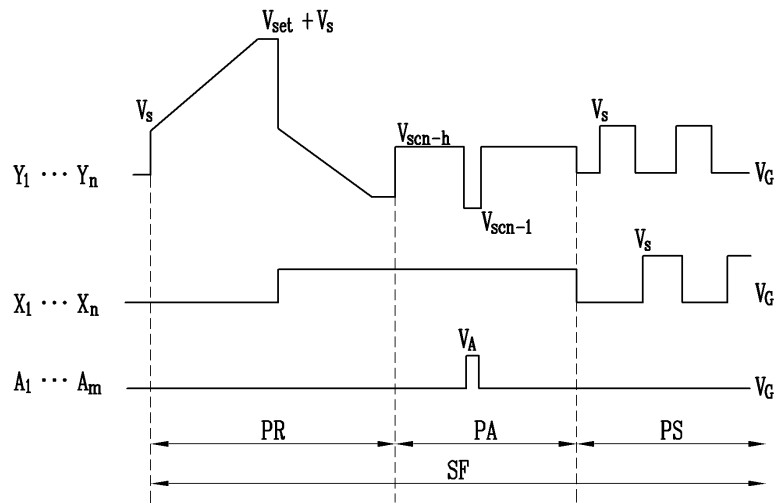 Vset + Vs
Vs
Vscn-h
Vs
Y1 ··· Yn
VG
Vscn-1
Vs
X1 ··· Xn
VG
VA
A1 ··· Am
VG
PR
PA
PS
SF